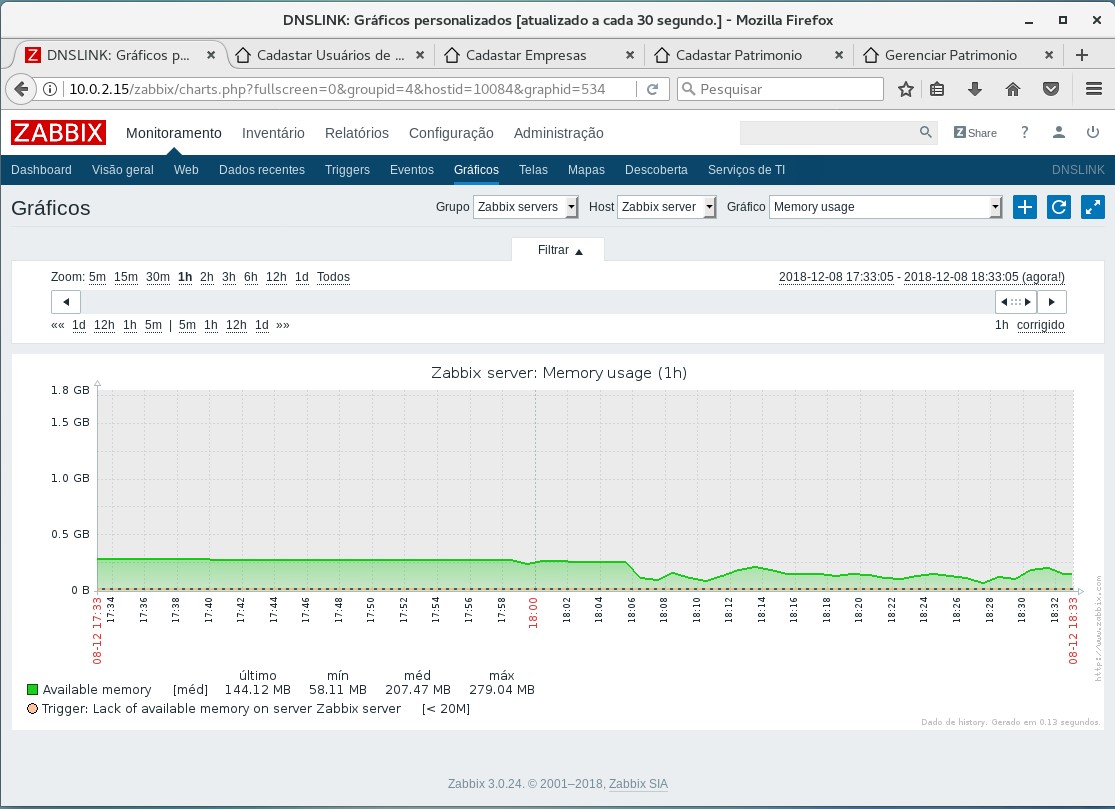 DNSLINK: Gráficos personalizados [atualizado a cada 30 segundo.] - Mozilla Firefox
Z DNSLINK: Gráficos p... Cadastar Usuários de ... Cadastar Empresas Cadastar Patrimonio Gerenciar Patrimonio
10.0.2.15/zabbix/charts.php?fullscreen=0&groupid=4&hostid=10084&graphid=534 Pesquisar
ZABBIX Monitoramento Inventário Relatórios Configuração Administração Z Share ?
Dashboard Visão geral Web Dados recentes Triggers Eventos Gráficos Telas Mapas Descoberta Serviços de TI DNSLINK
Gráficos Grupo Zabbix servers Host Zabbix server Gráfico Memory usage
Filtrar ▲
Zoom: 5m 15m 30m 1h 2h 3h 6h 12h 1d Todos 2018-12-08 17:33:05 - 2018-12-08 18:33:05 (agora!)
«« 1d 12h 1h 5m | 5m 1h 12h 1d »» 1h corrigido
Zabbix server: Memory usage (1h)
1.8 GB
1.5 GB
1.0 GB
0.5 GB
0 B
08-12 17:33 17:34 17:36 17:38 17:40 17:42 17:44 17:46 17:48 17:50 17:52 17:54 17:56 17:58 18:00 18:02 18:04 18:06 18:08 18:10 18:12 18:14 18:16 18:18 18:20 18:22 18:24 18:26 18:28 18:30 18:32 08-12 18:33
http://www.zabbix.com
último mín méd máx
Available memory [méd] 144.12 MB 58.11 MB 207.47 MB 279.04 MB
Trigger: Lack of available memory on server Zabbix server [< 20M]
Dado de history. Gerado em 0.13 segundos.
Zabbix 3.0.24. © 2001–2018, Zabbix SIA